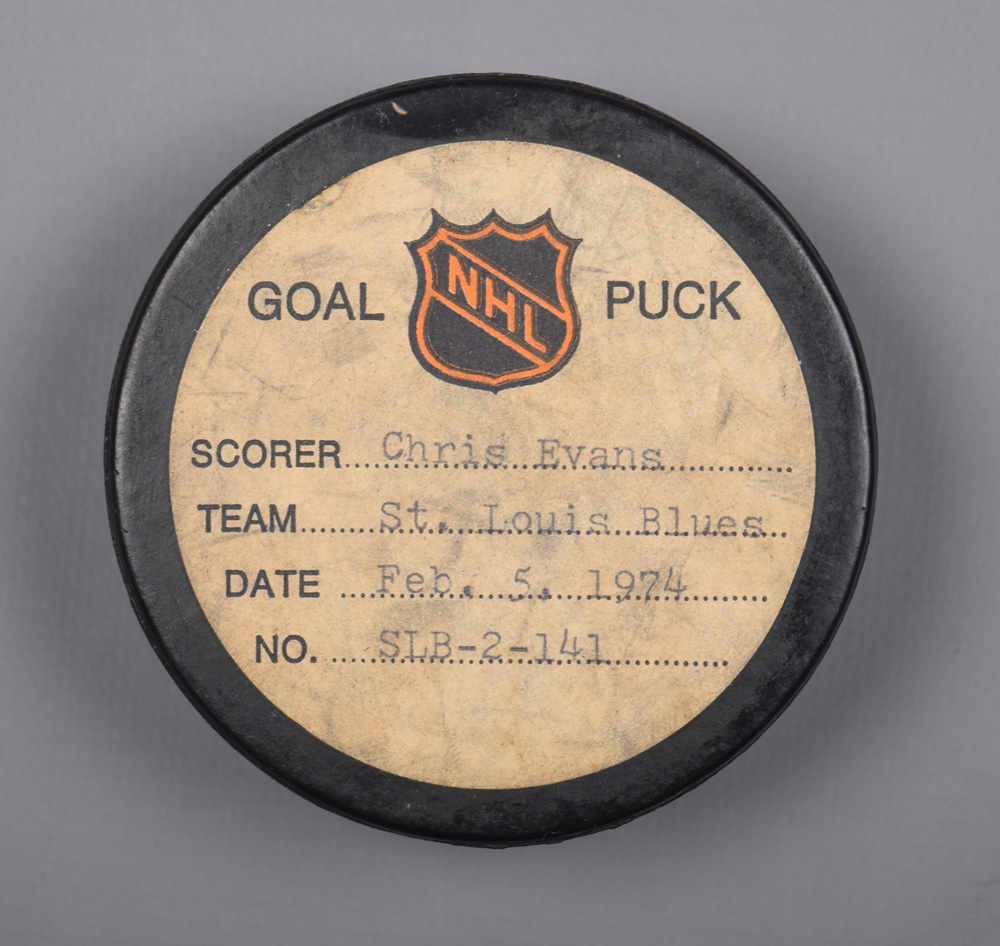 GOAL NHL PUCK
SCORER Chris Evans
TEAM St. Louis Blues
DATE Feb. 5, 1974
NO. SLB-2-141